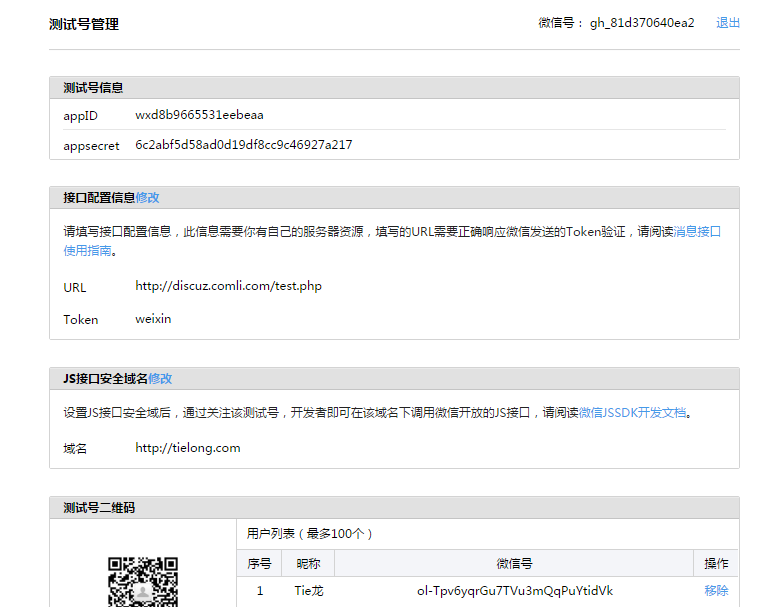 测试号管理
微信号： gh_81d370640ea2 退出
测试号信息
appID wxd8b9665531eebeaa
appsecret 6c2abf5d58ad0d19df8cc9c46927a217
接口配置信息修改
请填写接口配置信息，此信息需要你有自己的服务器资源，填写的URL需要正确响应微信发送的Token验证，请阅读消息接口
使用指南。
URL http://discuz.comli.com/test.php
Token weixin
JS接口安全域名修改
设置JS接口安全域后，通过关注该测试号，开发者即可在该域名下调用微信开放的JS接口，请阅读微信JSSDK开发文档。
域名 http://tielong.com
测试号二维码
用户列表（最多100个）
序号 昵称 微信号 操作
1 Tie龙 ol-Tpv6yqrGu7TVu3mQqPuYtidVk 移除